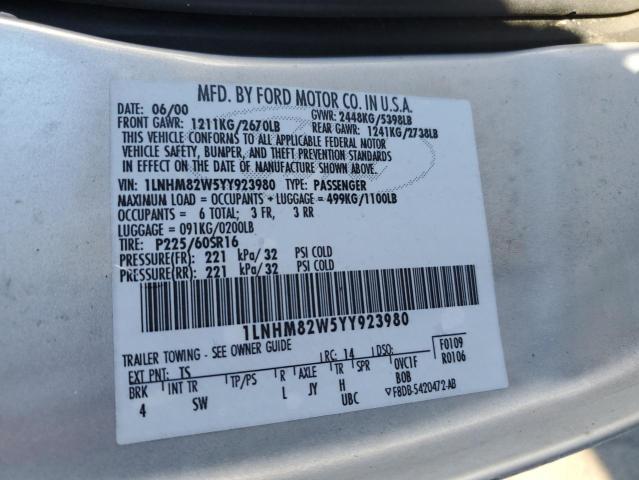 MFD. BY FORD MOTOR CO. IN U.S.A.
DATE: 06/00 GVWR: 2448KG/5398LB
FRONT GAWR: 1211KG/2670LB REAR GAWR: 1241KG/2738LB
THIS VEHICLE CONFORMS TO ALL APPLICABLE FEDERAL MOTOR
VEHICLE SAFETY, BUMPER, AND THEFT PREVENTION STANDARDS
IN EFFECT ON THE DATE OF MANUFACTURE SHOWN ABOVE.
VIN: 1LNHM82W5YY923980 TYPE: PASSENGER
MAXIMUM LOAD = OCCUPANTS + LUGGAGE = 499KG/1100LB
OCCUPANTS = 6 TOTAL; 3 FR, 3 RR
LUGGAGE = 091KG/0200LB
TIRE: P225/60SR16
PRESSURE(FR): 221 kPa/ 32 PSI COLD
PRESSURE(RR): 221 kPa/ 32 PSI COLD
1LNHM82W5YY923980
TRAILER TOWING - SEE OWNER GUIDE
F0109
EXT PNT: TS RC: 14 DSO: R0106
BRK INT TR TP/PS R AXLE TR SPR 0VC1F
4 SW L JY H B0B
UBC ▽F8DB-5420472-AB